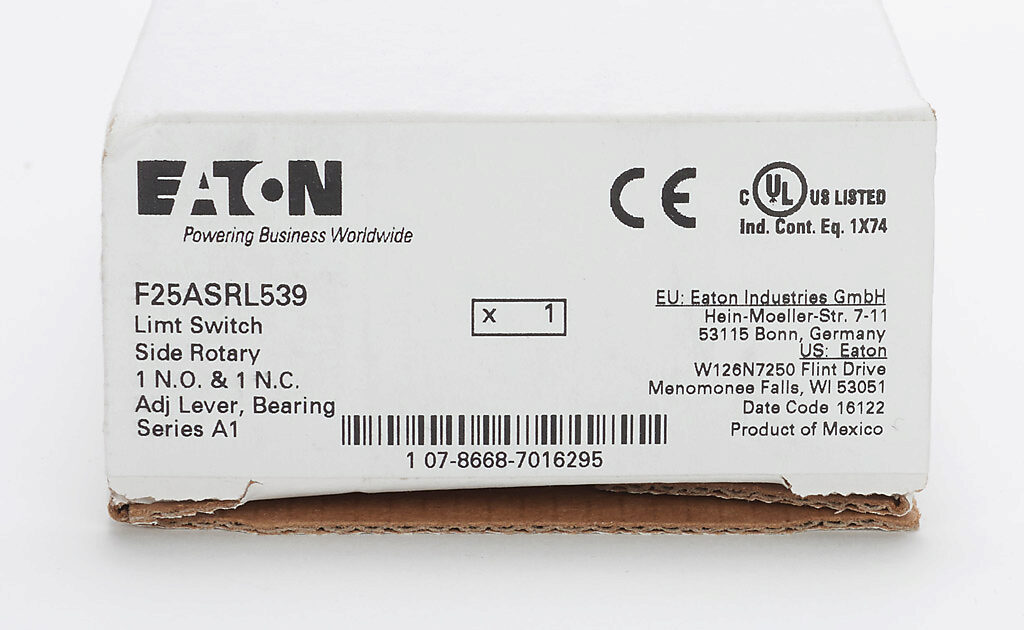 EATON
Powering Business Worldwide
CE
C UL US LISTED
Ind. Cont. Eq. 1X74
F25ASRL539
Limt Switch
Side Rotary
1 N.O. & 1 N.C.
Adj Lever, Bearing
Series A1
x 1
EU: Eaton Industries GmbH
Hein-Moeller-Str. 7-11
53115 Bonn, Germany
US: Eaton
W126N7250 Flint Drive
Menomonee Falls, WI 53051
Date Code 16122
Product of Mexico
1 07-8668-7016295